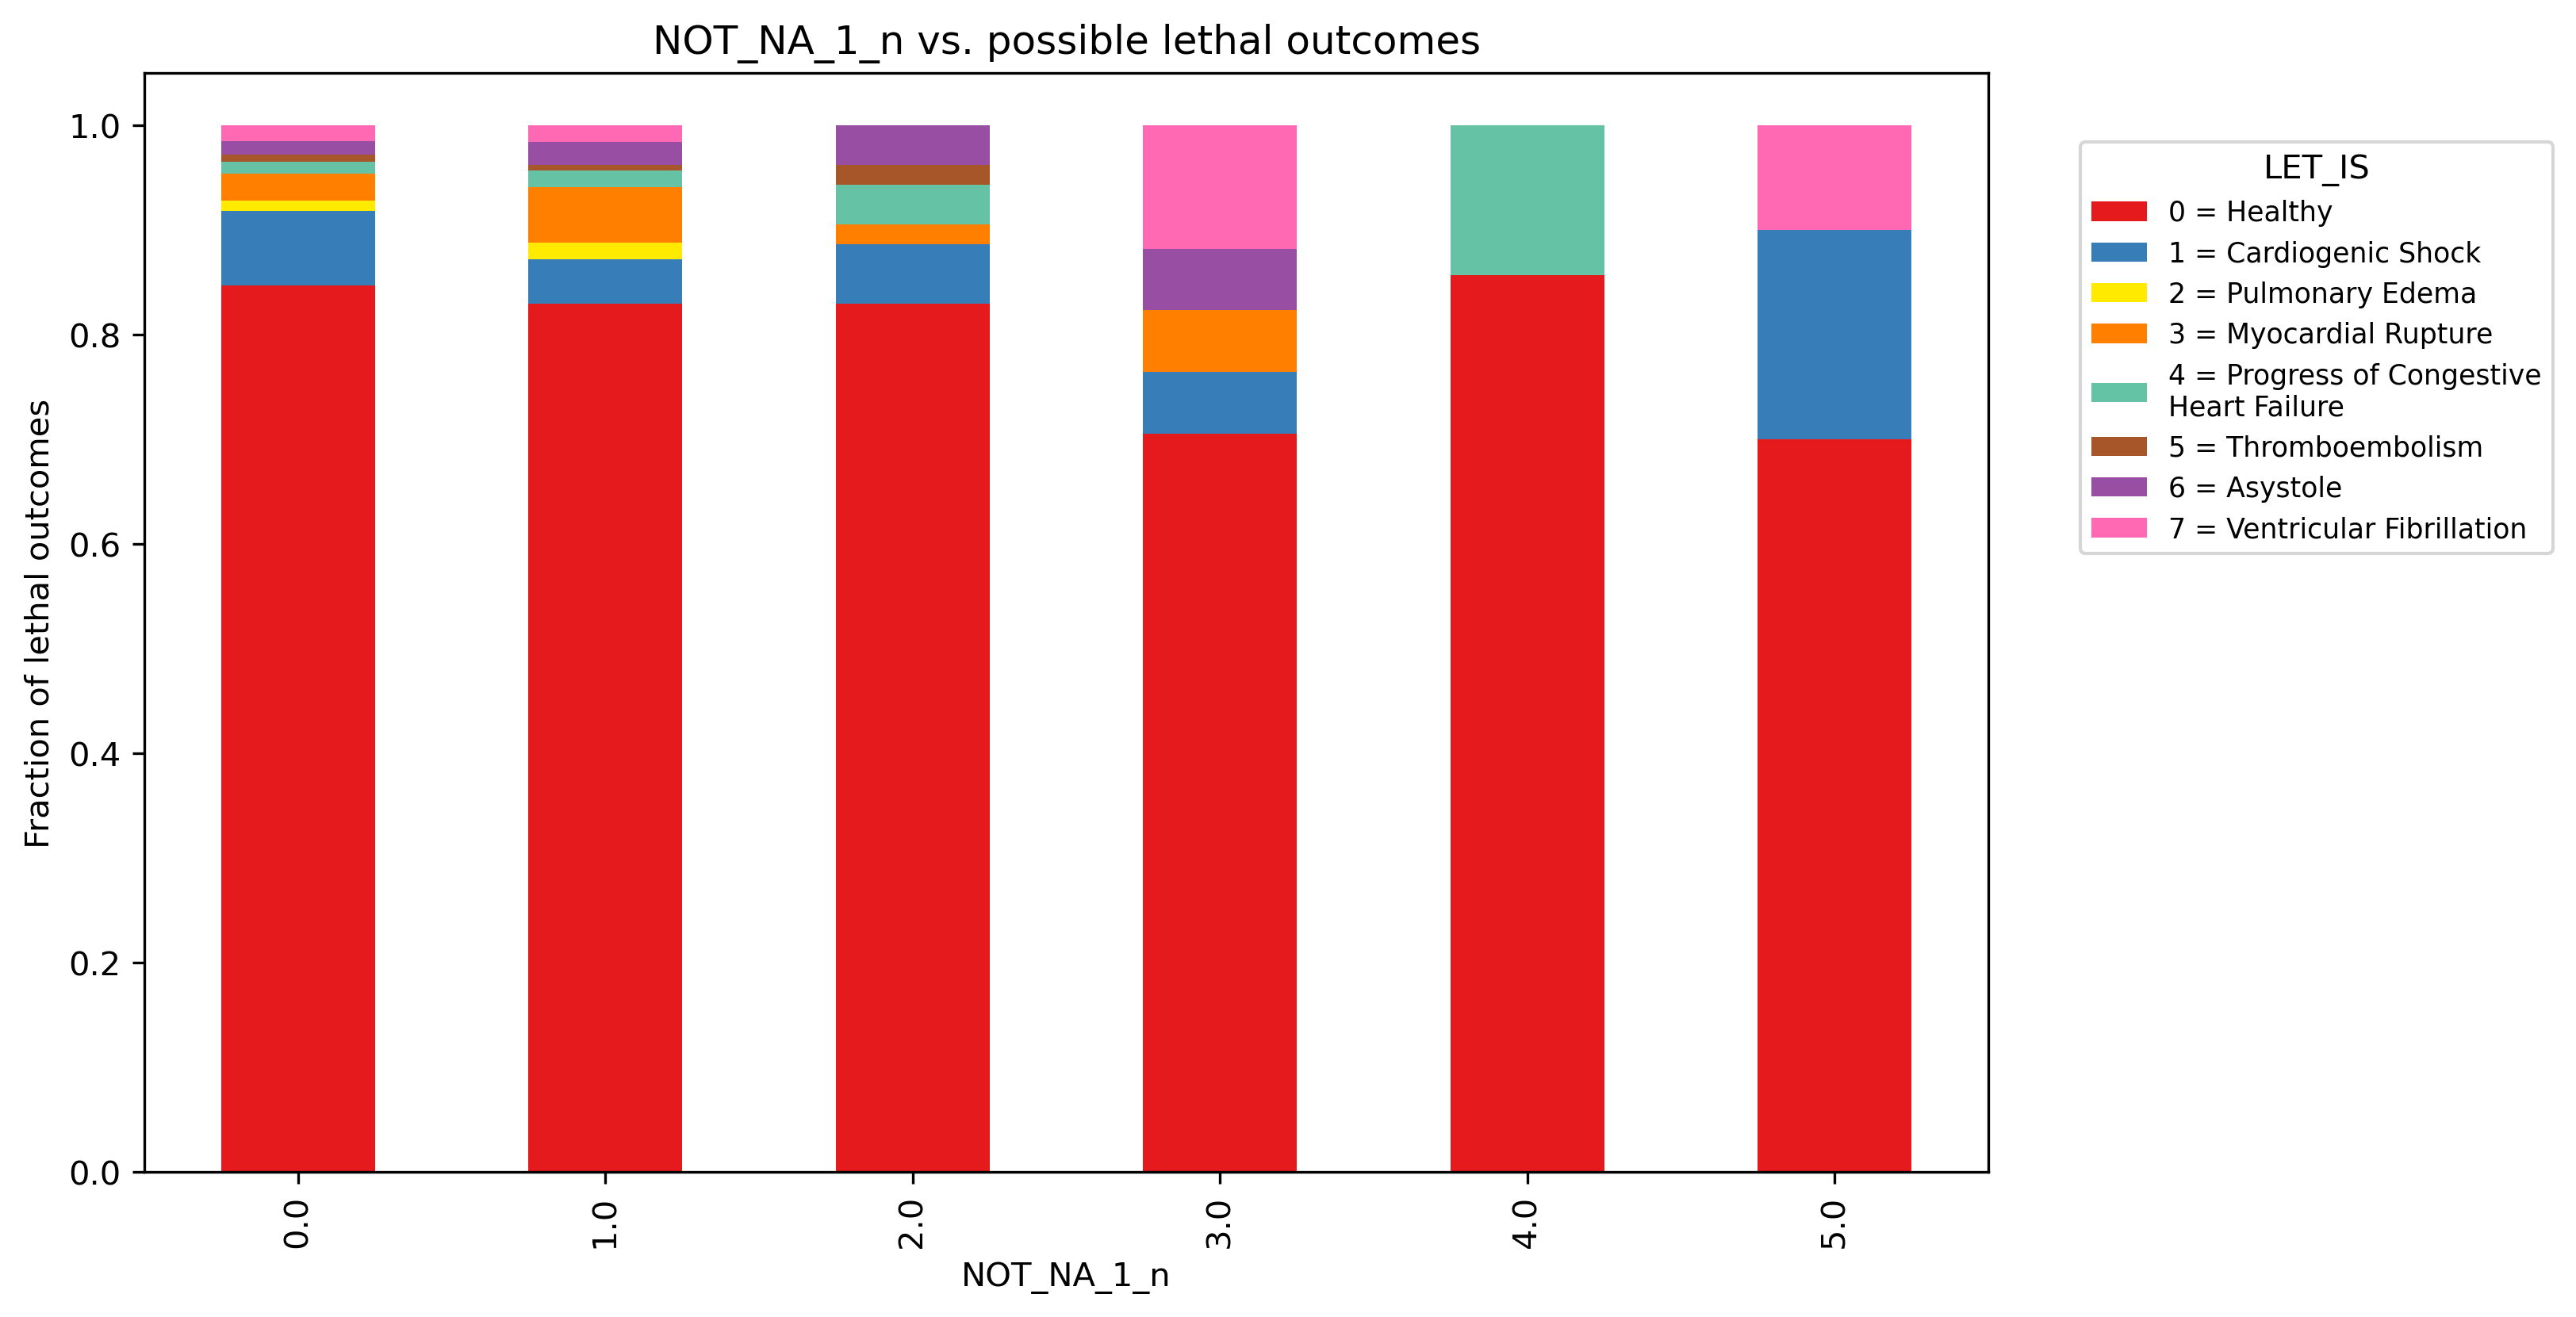 NOT_NA_1_n vs. possible lethal outcomes
Fraction of lethal outcomes
1.0
0.8
0.6
0.4
0.2
0.0
0.0
1.0
2.0
3.0
4.0
5.0
NOT_NA_1_n
LET_IS
0 = Healthy
1 = Cardiogenic Shock
2 = Pulmonary Edema
3 = Myocardial Rupture
4 = Progress of Congestive
Heart Failure
5 = Thromboembolism
6 = Asystole
7 = Ventricular Fibrillation